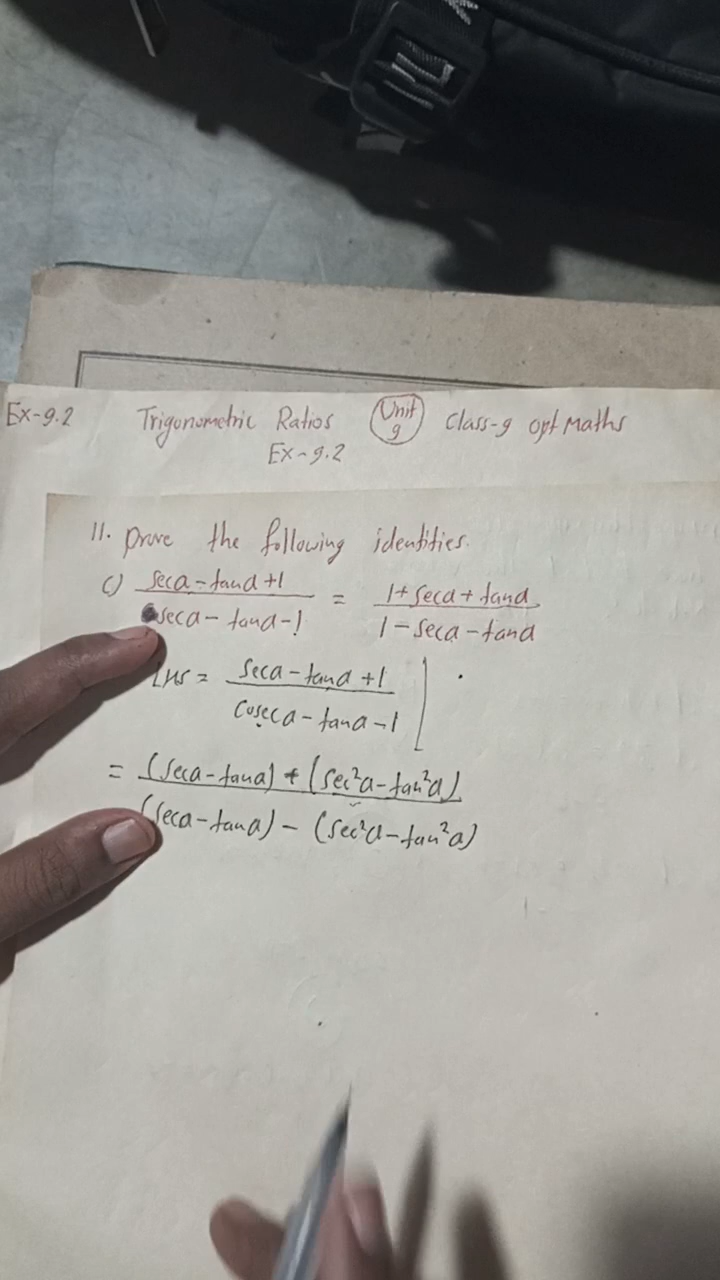 Ex-9.2 Trigonometric Ratios Unit 9 Class-9 opt Maths
Ex-9.2
11. prove the following identities.
c) (seca-tana+1)/(seca-tana-1) = (1+seca+tana)/(1-seca-tana)
LHS = (seca-tana+1)/(coseca-tana-1)
= ((seca-tana)+(sec²a-tan²a))/((seca-tana)-(sec²a-tan²a))